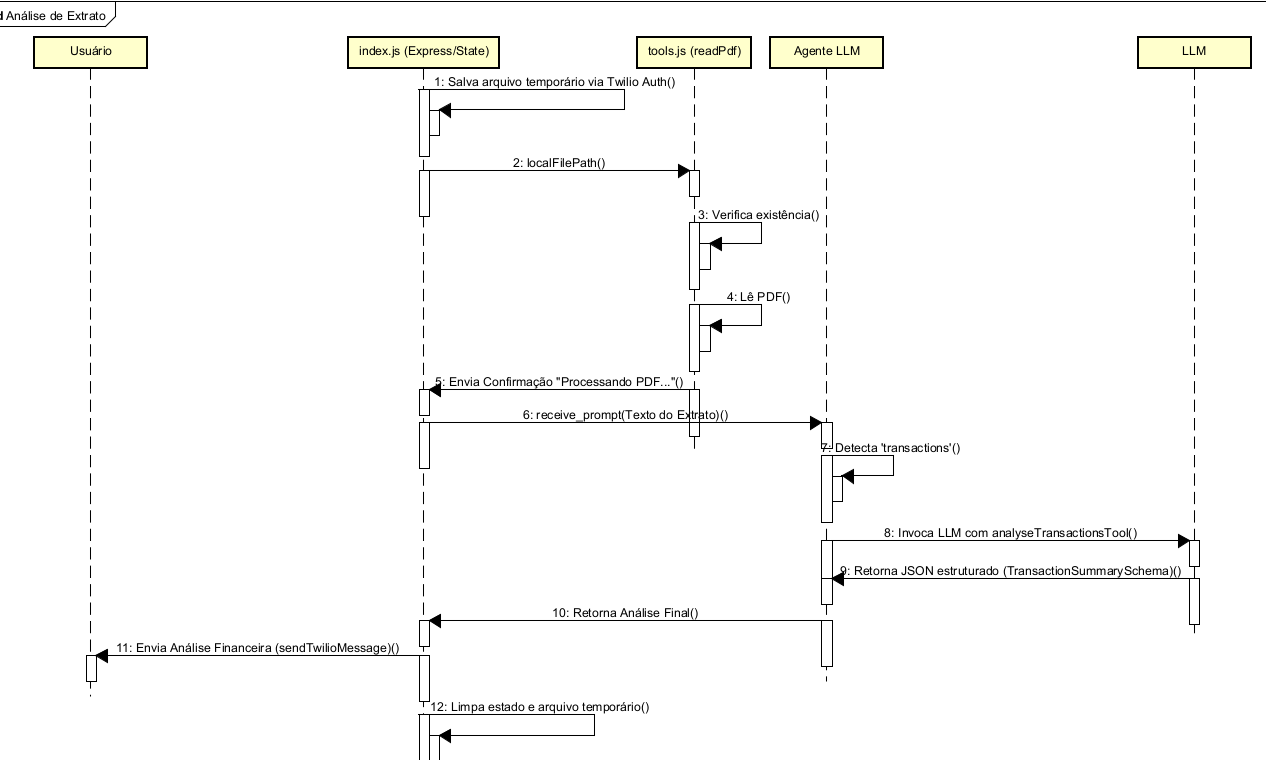 d Análise de Extrato
Usuário
index.js (Express/State)
tools.js (readPdf)
Agente LLM
LLM
1: Salva arquivo temporário via Twilio Auth()
2: localFilePath()
3: Verifica existência()
4: Lê PDF()
5: Envia Confirmação "Processando PDF..."()
6: receive_prompt(Texto do Extrato)()
7: Detecta 'transactions'()
8: Invoca LLM com analyseTransactionsTool()
9: Retorna JSON estruturado (TransactionSummarySchema)()
10: Retorna Análise Final()
11: Envia Análise Financeira (sendTwilioMessage)()
12: Limpa estado e arquivo temporário()